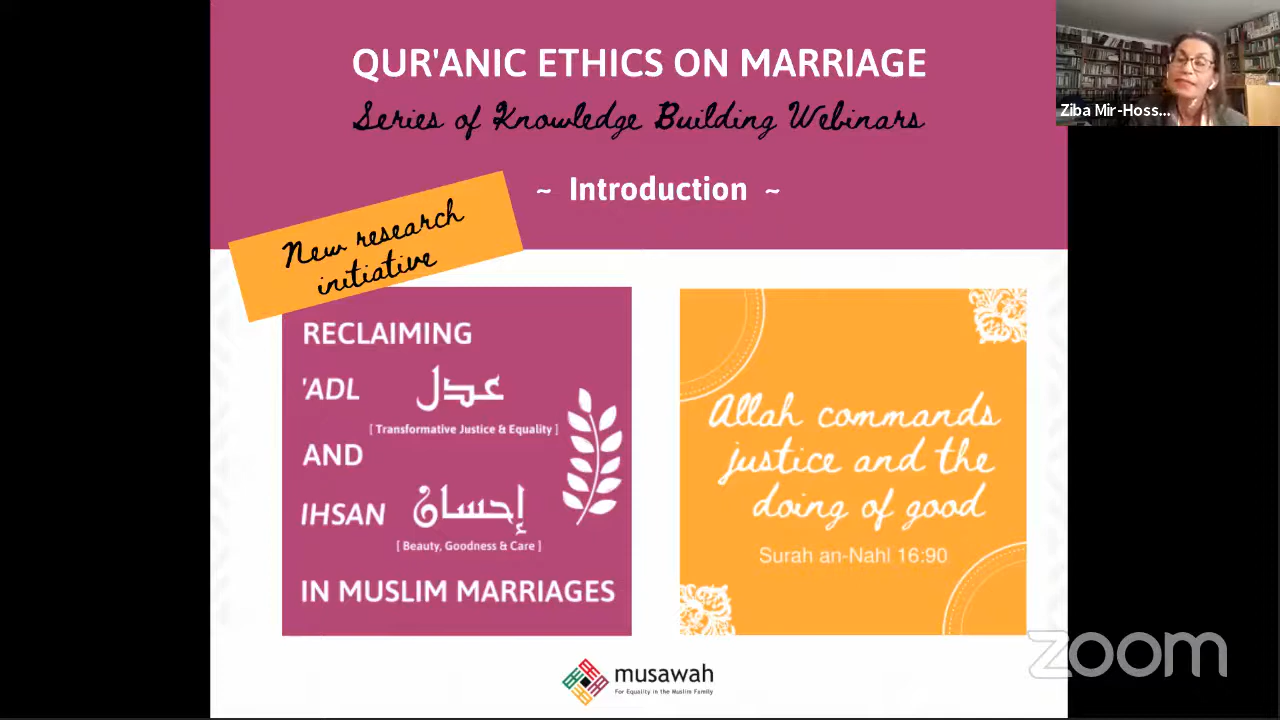 QUR'ANIC ETHICS ON MARRIAGE
Series of Knowledge Building Webinars
~ Introduction ~
Ziba Mir-Hoss...
New research
initiative
RECLAIMING
'ADL عدل
[ Transformative Justice & Equality ]
AND
IHSAN إحسان
[ Beauty, Goodness & Care ]
IN MUSLIM MARRIAGES
Allah commands
justice and the
doing of good
Surah an-Nahl 16:90
musawah
For Equality in the Muslim Family
zoom